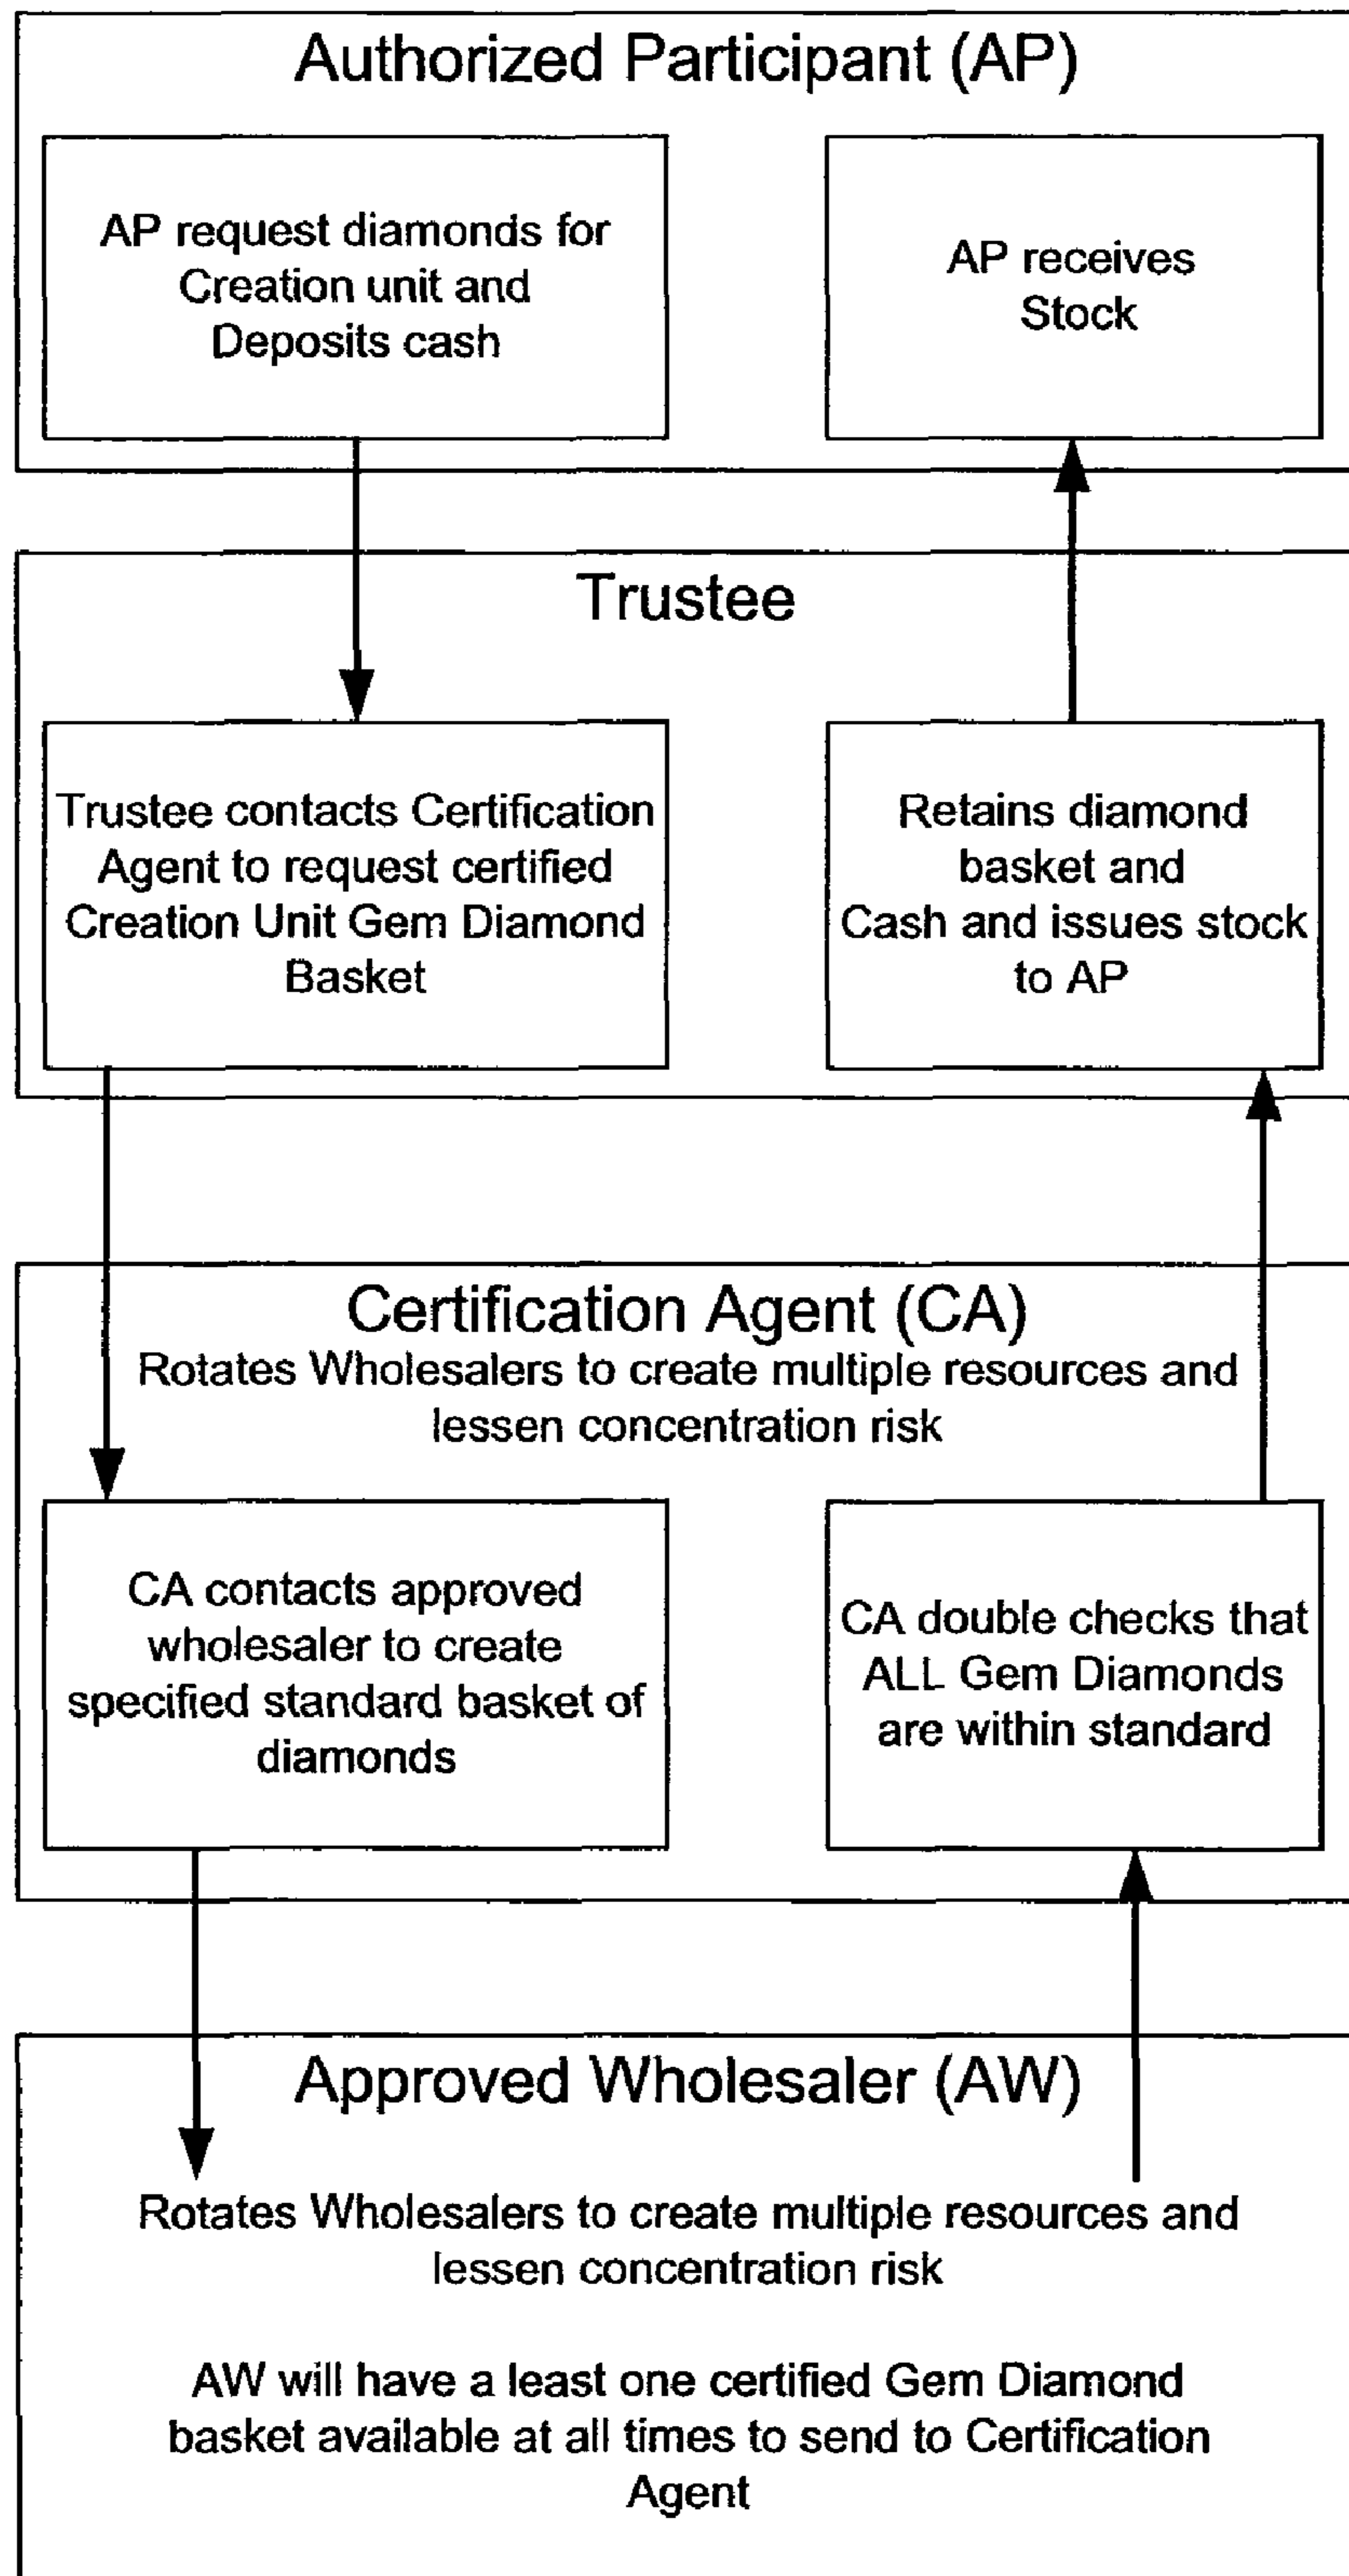 Authorized Participant (AP)
AP request diamonds for
Creation unit and
Deposits cash
AP receives
Stock
Trustee
Trustee contacts Certification
Agent to request certified
Creation Unit Gem Diamond
Basket
Retains diamond
basket and
Cash and issues stock
to AP
Certification Agent (CA)
Rotates Wholesalers to create multiple resources and
lessen concentration risk
CA contacts approved
wholesaler to create
specified standard basket of
diamonds
CA double checks that
ALL Gem Diamonds
are within standard
Approved Wholesaler (AW)
Rotates Wholesalers to create multiple resources and
lessen concentration risk
AW will have a least one certified Gem Diamond
basket available at all times to send to Certification
Agent